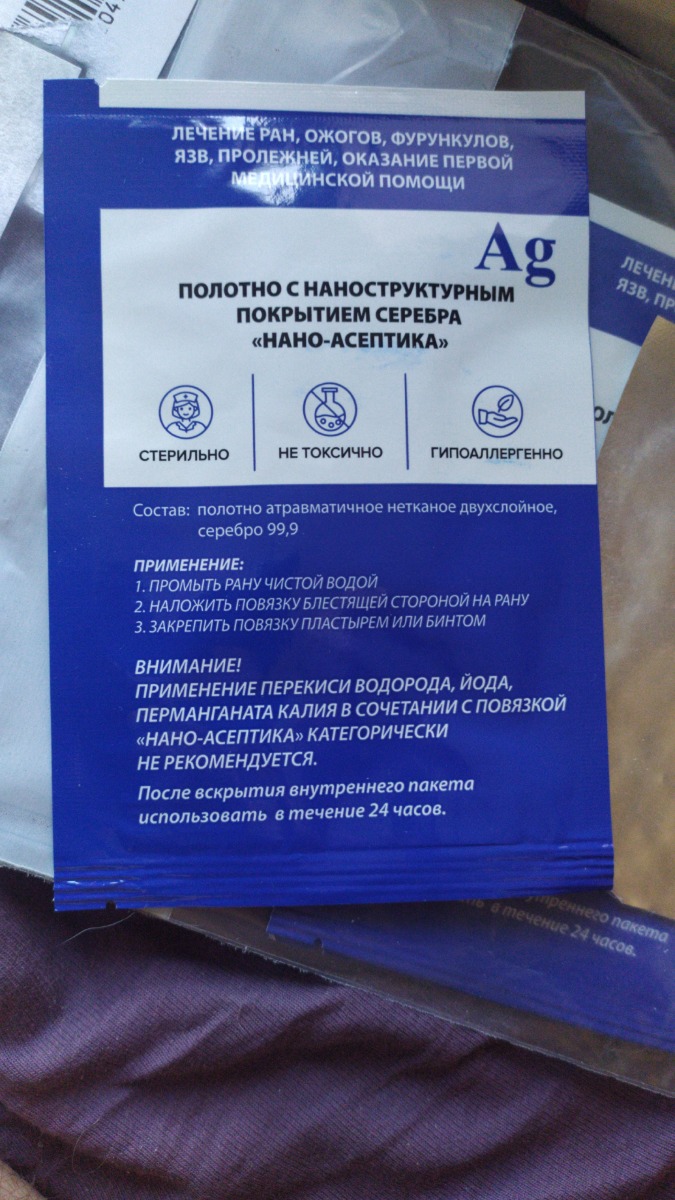 04
ЛЕЧЕНИЕ РАН, ОЖОГОВ, ФУРУНКУЛОВ,
ЯЗВ, ПРОЛЕЖНЕЙ, ОКАЗАНИЕ ПЕРВОЙ
МЕДИЦИНСКОЙ ПОМОЩИ
Ag
ПОЛОТНО С НАНОСТРУКТУРНЫМ
ПОКРЫТИЕМ СЕРЕБРА
«НАНО-АСЕПТИКА»
СТЕРИЛЬНО
НЕ ТОКСИЧНО
ГИПОАЛЛЕРГЕННО
Состав: полотно атравматичное нетканое двухслойное,
серебро 99,9
ПРИМЕНЕНИЕ:
1. ПРОМЫТЬ РАНУ ЧИСТОЙ ВОДОЙ
2. НАЛОЖИТЬ ПОВЯЗКУ БЛЕСТЯЩЕЙ СТОРОНОЙ НА РАНУ
3. ЗАКРЕПИТЬ ПОВЯЗКУ ПЛАСТЫРЕМ ИЛИ БИНТОМ
ВНИМАНИЕ!
ПРИМЕНЕНИЕ ПЕРЕКИСИ ВОДОРОДА, ЙОДА,
ПЕРМАНГАНАТА КАЛИЯ В СОЧЕТАНИИ С ПОВЯЗКОЙ
«НАНО-АСЕПТИКА» КАТЕГОРИЧЕСКИ
НЕ РЕКОМЕНДУЕТСЯ.
После вскрытия внутреннего пакета
использовать в течение 24 часов.
ЛЕЧЕН
ЯЗВ, ПР
ОЛ
внутреннего пакета
в течение 24 часов.